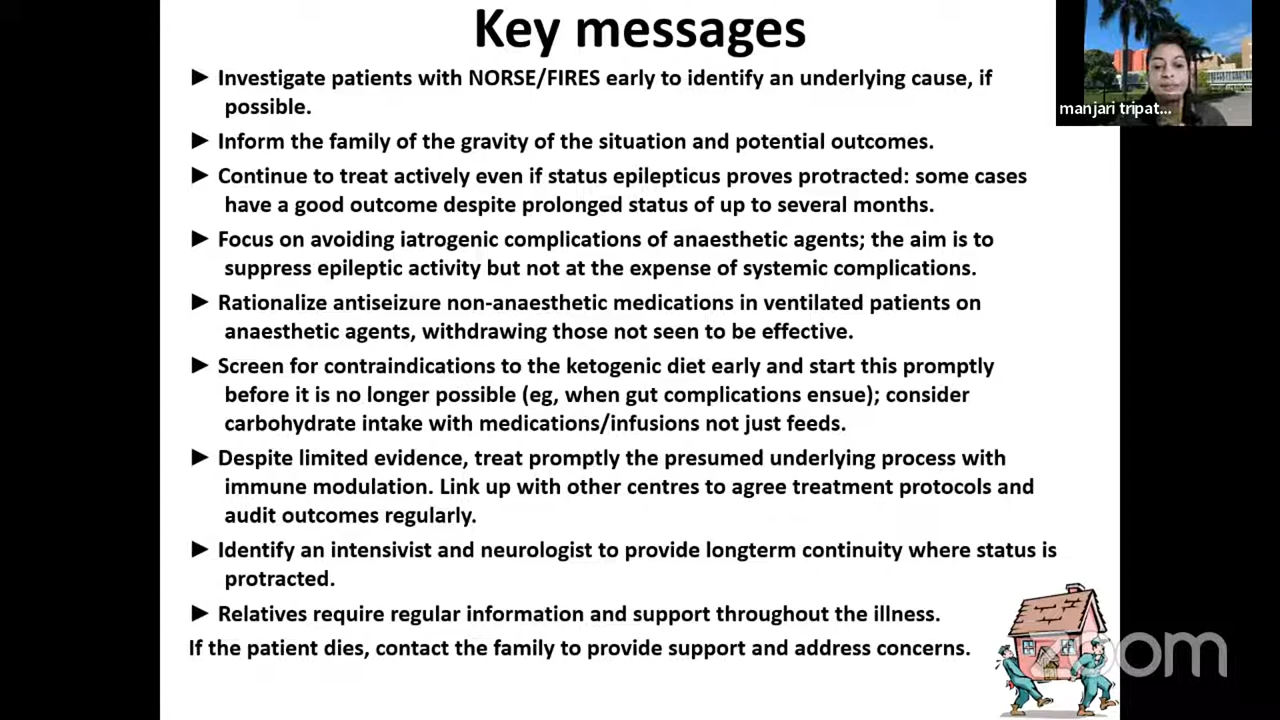 Key messages
manjari tripat...
► Investigate patients with NORSE/FIRES early to identify an underlying cause, if
possible.
► Inform the family of the gravity of the situation and potential outcomes.
► Continue to treat actively even if status epilepticus proves protracted: some cases
have a good outcome despite prolonged status of up to several months.
► Focus on avoiding iatrogenic complications of anaesthetic agents; the aim is to
suppress epileptic activity but not at the expense of systemic complications.
► Rationalize antiseizure non-anaesthetic medications in ventilated patients on
anaesthetic agents, withdrawing those not seen to be effective.
► Screen for contraindications to the ketogenic diet early and start this promptly
before it is no longer possible (eg, when gut complications ensue); consider
carbohydrate intake with medications/infusions not just feeds.
► Despite limited evidence, treat promptly the presumed underlying process with
immune modulation. Link up with other centres to agree treatment protocols and
audit outcomes regularly.
► Identify an intensivist and neurologist to provide longterm continuity where status is
protracted.
► Relatives require regular information and support throughout the illness.
If the patient dies, contact the family to provide support and address concerns.
zoom